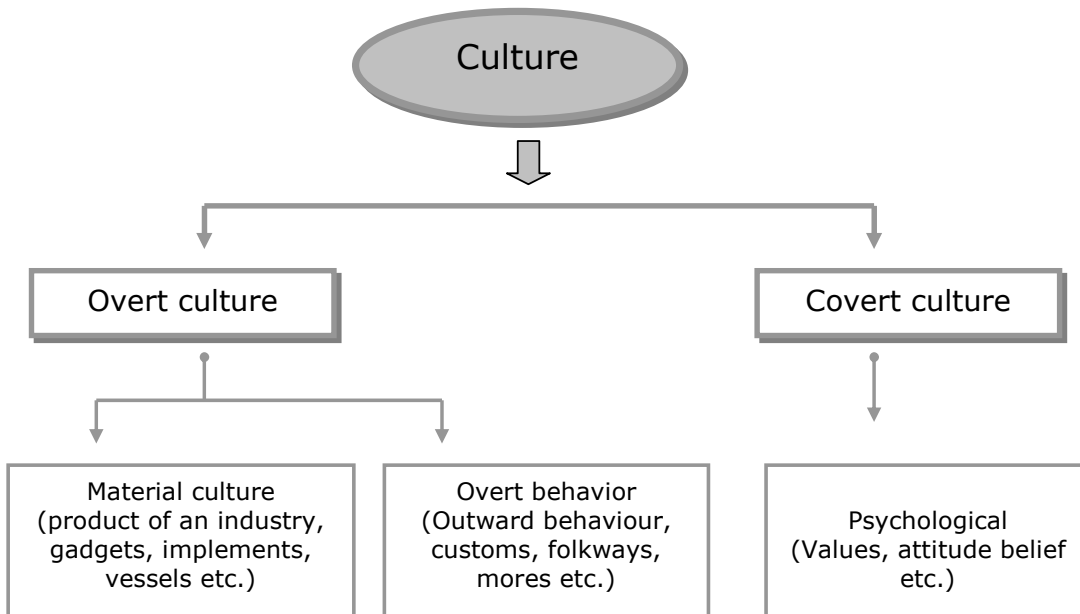 Culture
Overt culture
Covert culture
Material culture
(product of an industry,
gadgets, implements,
vessels etc.)
Overt behavior
(Outward behaviour,
customs, folkways,
mores etc.)
Psychological
(Values, attitude belief
etc.)